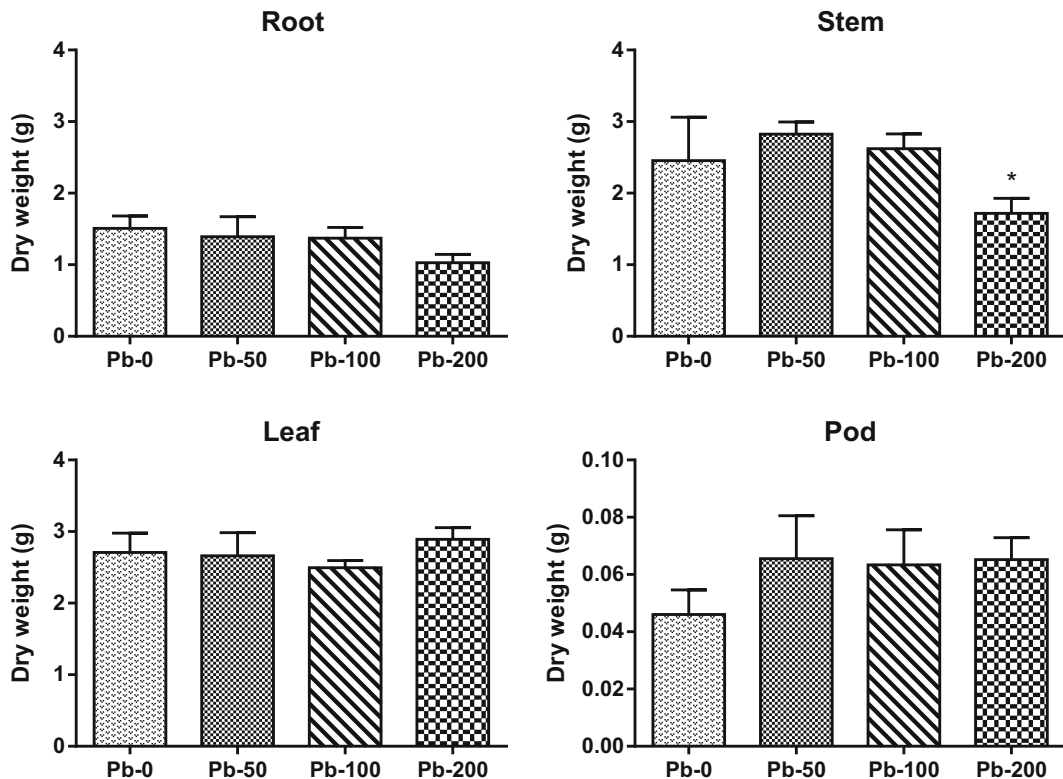 Root
Dry weight (g)
4
3
2
1
0
Pb-0 Pb-50 Pb-100 Pb-200
Stem
Dry weight (g)
4
3
2
1
0
*
Pb-0 Pb-50 Pb-100 Pb-200
Leaf
Dry weight (g)
4
3
2
1
0
Pb-0 Pb-50 Pb-100 Pb-200
Pod
Dry weight (g)
0.10
0.08
0.06
0.04
0.02
0.00
Pb-0 Pb-50 Pb-100 Pb-200